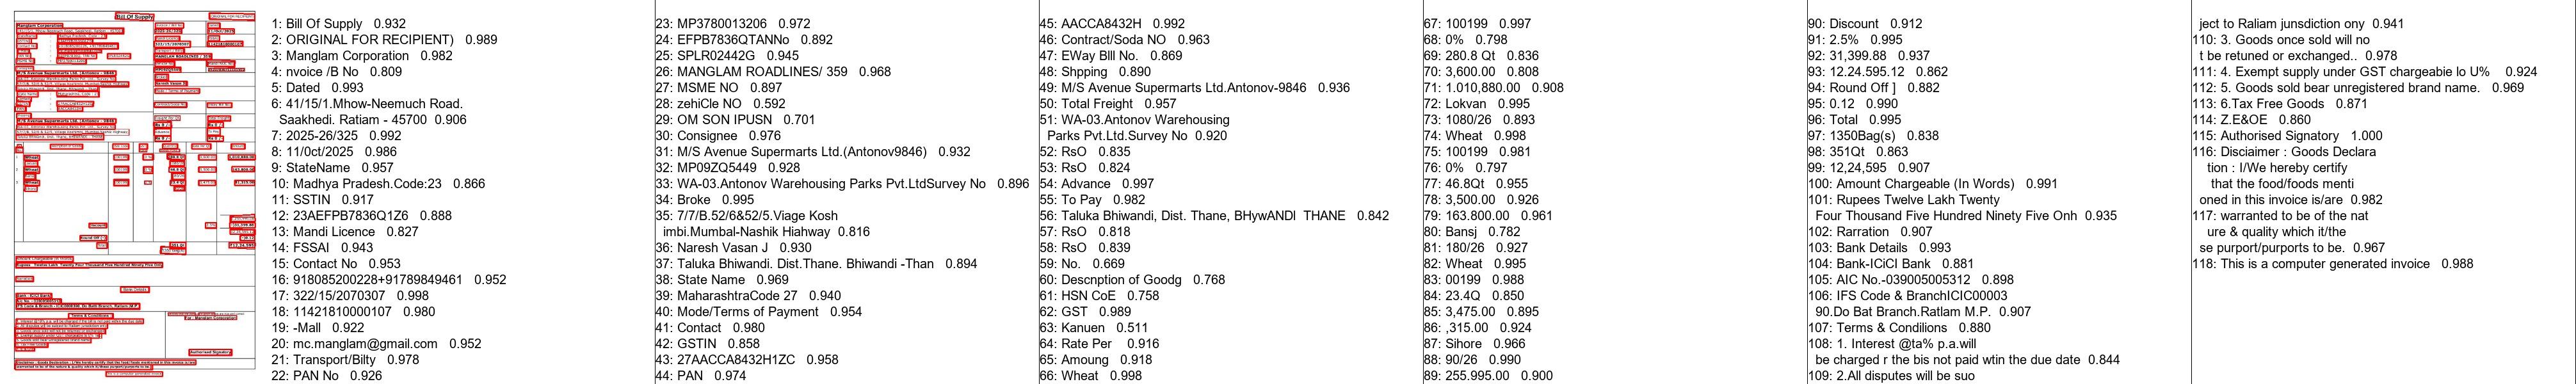 1: Bill Of Supply 0.932
2: ORIGINAL FOR RECIPIENT) 0.989
3: Manglam Corporation 0.982
4: nvoice /B No 0.809
5: Dated 0.993
6: 41/15/1.Mhow-Neemuch Road.
Saakhedi. Ratiam - 45700 0.906
7: 2025-26/325 0.992
8: 11/0ct/2025 0.986
9: StateName 0.957
10: Madhya Pradesh.Code:23 0.866
11: SSTIN 0.917
12: 23AEFPB7836Q1Z6 0.888
13: Mandi Licence 0.827
14: FSSAI 0.943
15: Contact No 0.953
16: 918085200228+91789849461 0.952
17: 322/15/2070307 0.998
18: 11421810000107 0.980
19: -Mall 0.922
20: mc.manglam@gmail.com 0.952
21: Transport/Bilty 0.978
22: PAN No 0.926
23: MP3780013206 0.972
24: EFPB7836QTANNo 0.892
25: SPLR02442G 0.945
26: MANGLAM ROADLINES/ 359 0.968
27: MSME NO 0.897
28: zehiCle NO 0.592
29: OM SON IPUSN 0.701
30: Consignee 0.976
31: M/S Avenue Supermarts Ltd.(Antonov9846) 0.932
32: MP09ZQ5449 0.928
33: WA-03.Antonov Warehousing Parks Pvt.LtdSurvey No 0.896
34: Broke 0.995
35: 7/7/B.52/6&52/5.Viage Kosh
imbi.Mumbal-Nashik Hiahway 0.816
36: Naresh Vasan J 0.930
37: Taluka Bhiwandi. Dist.Thane. Bhiwandi -Than 0.894
38: State Name 0.969
39: MaharashtraCode 27 0.940
40: Mode/Terms of Payment 0.954
41: Contact 0.980
42: GSTIN 0.858
43: 27AACCA8432H1ZC 0.958
44: PAN 0.974
45: AACCA8432H 0.992
46: Contract/Soda NO 0.963
47: EWay Blll No. 0.869
48: Shpping 0.890
49: M/S Avenue Supermarts Ltd.Antonov-9846 0.936
50: Total Freight 0.957
51: WA-03.Antonov Warehousing
Parks Pvt.Ltd.Survey No 0.920
52: RsO 0.835
53: RsO 0.824
54: Advance 0.997
55: To Pay 0.982
56: Taluka Bhiwandi, Dist. Thane, BHywANDI THANE 0.842
57: RsO 0.818
58: RsO 0.839
59: No. 0.669
60: Descnption of Goodg 0.768
61: HSN CoE 0.758
62: GST 0.989
63: Kanuen 0.511
64: Rate Per 0.916
65: Amoung 0.918
66: Wheat 0.998
67: 100199 0.997
68: 0% 0.798
69: 280.8 Qt 0.836
70: 3,600.00 0.808
71: 1.010,880.00 0.908
72: Lokvan 0.995
73: 1080/26 0.893
74: Wheat 0.998
75: 100199 0.981
76: 0% 0.797
77: 46.8Qt 0.955
78: 3,500.00 0.926
79: 163.800.00 0.961
80: Bansj 0.782
81: 180/26 0.927
82: Wheat 0.995
83: 00199 0.988
84: 23.4Q 0.850
85: 3,475.00 0.895
86: ,315.00 0.924
87: Sihore 0.966
88: 90/26 0.990
89: 255.995.00 0.900
90: Discount 0.912
91: 2.5% 0.995
92: 31,399.88 0.937
93: 12.24.595.12 0.862
94: Round Off ] 0.882
95: 0.12 0.990
96: Total 0.995
97: 1350Bag(s) 0.838
98: 351Qt 0.863
99: 12,24,595 0.907
100: Amount Chargeable (In Words) 0.991
101: Rupees Twelve Lakh Twenty
Four Thousand Five Hundred Ninety Five Onh 0.935
102: Rarration 0.907
103: Bank Details 0.993
104: Bank-ICiCI Bank 0.881
105: AIC No.-039005005312 0.898
106: IFS Code & BranchICIC00003
90.Do Bat Branch.Ratlam M.P. 0.907
107: Terms & Condilions 0.880
108: 1. Interest @ta% p.a.will
be charged r the bis not paid wtin the due date 0.844
109: 2.All disputes will be suo
ject to Raliam junsdiction ony 0.941
110: 3. Goods once sold will no
t be retuned or exchanged.. 0.978
111: 4. Exempt supply under GST chargeable lo U% 0.924
112: 5. Goods sold bear unregistered brand name. 0.969
113: 6.Tax Free Goods 0.871
114: Z.E&OE 0.860
115: Authorised Signatory 1.000
116: Disciaimer : Goods Declara
tion : I/We hereby certify
that the food/foods menti
oned in this invoice is/are 0.982
117: warranted to be of the nat
ure & quality which it/the
se purport/purports to be. 0.967
118: This is a computer generated invoice 0.988